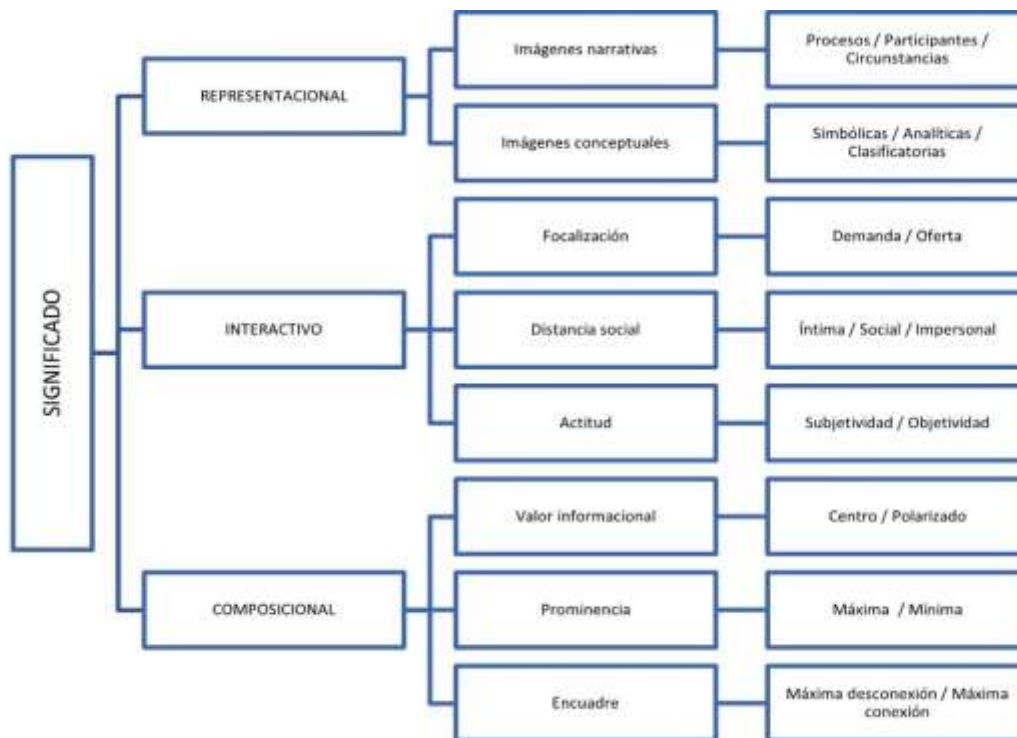 SIGNIFICADO
REPRESENTACIONAL
Imágenes narrativas
Procesos / Participantes /
Circunstancias
Imágenes conceptuales
Simbólicas / Analíticas /
Clasificatorias
INTERACTIVO
Focalización
Demanda / Oferta
Distancia social
Íntima / Social / Impersonal
Actitud
Subjetividad / Objetividad
COMPOSICIONAL
Valor informacional
Centro / Polarizado
Prominencia
Máxima / Mínima
Encuadre
Máxima desconexión / Máxima
conexión